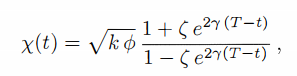 χ(t) = √(k ϕ) (1 + ζ e^{2γ (T−t)}) / (1 − ζ e^{2γ(T−t)}) ,